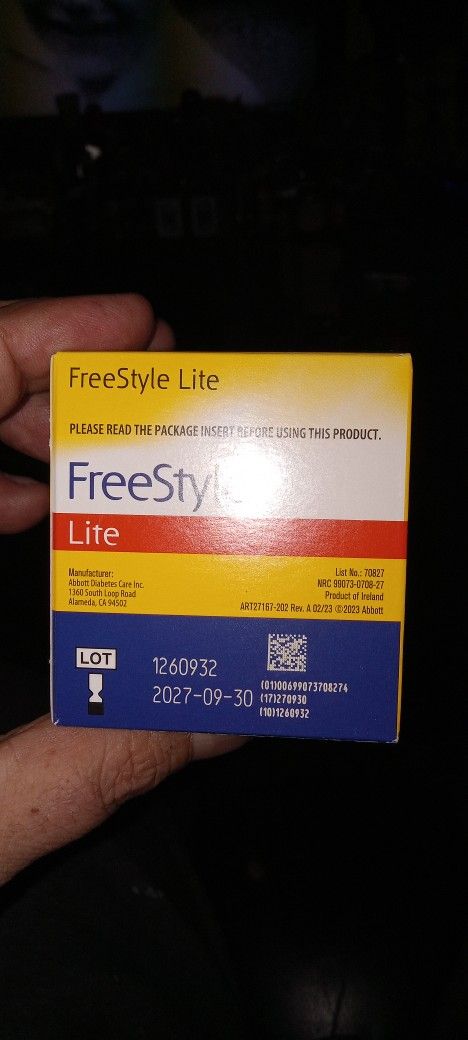 FreeStyle Lite
PLEASE READ THE PACKAGE INSERT BEFORE USING THIS PRODUCT.
FreeStyle
Lite
Manufacturer:
Abbott Diabetes Care Inc.
1360 South Loop Road
Alameda, CA 94502
List No.: 70827
NRC 99073-0708-27
Product of Ireland
ART27167-202 Rev. A 02/23 ©2023 Abbott
LOT
1260932
2027-09-30
(01)00699073708274
(17)270930
(10)1260932